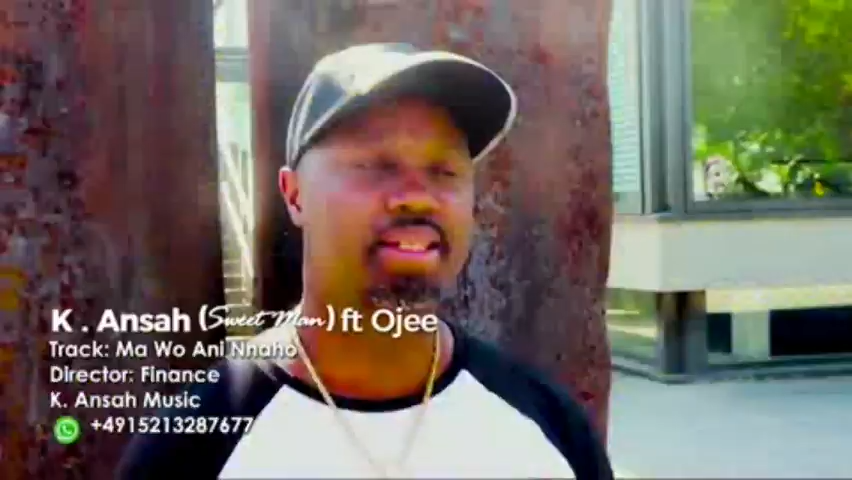 K . Ansah (Sweet Man) ft Ojee
Track: Ma Wo Ani Nnaho
Director: Finance
K. Ansah Music
+4915213287677